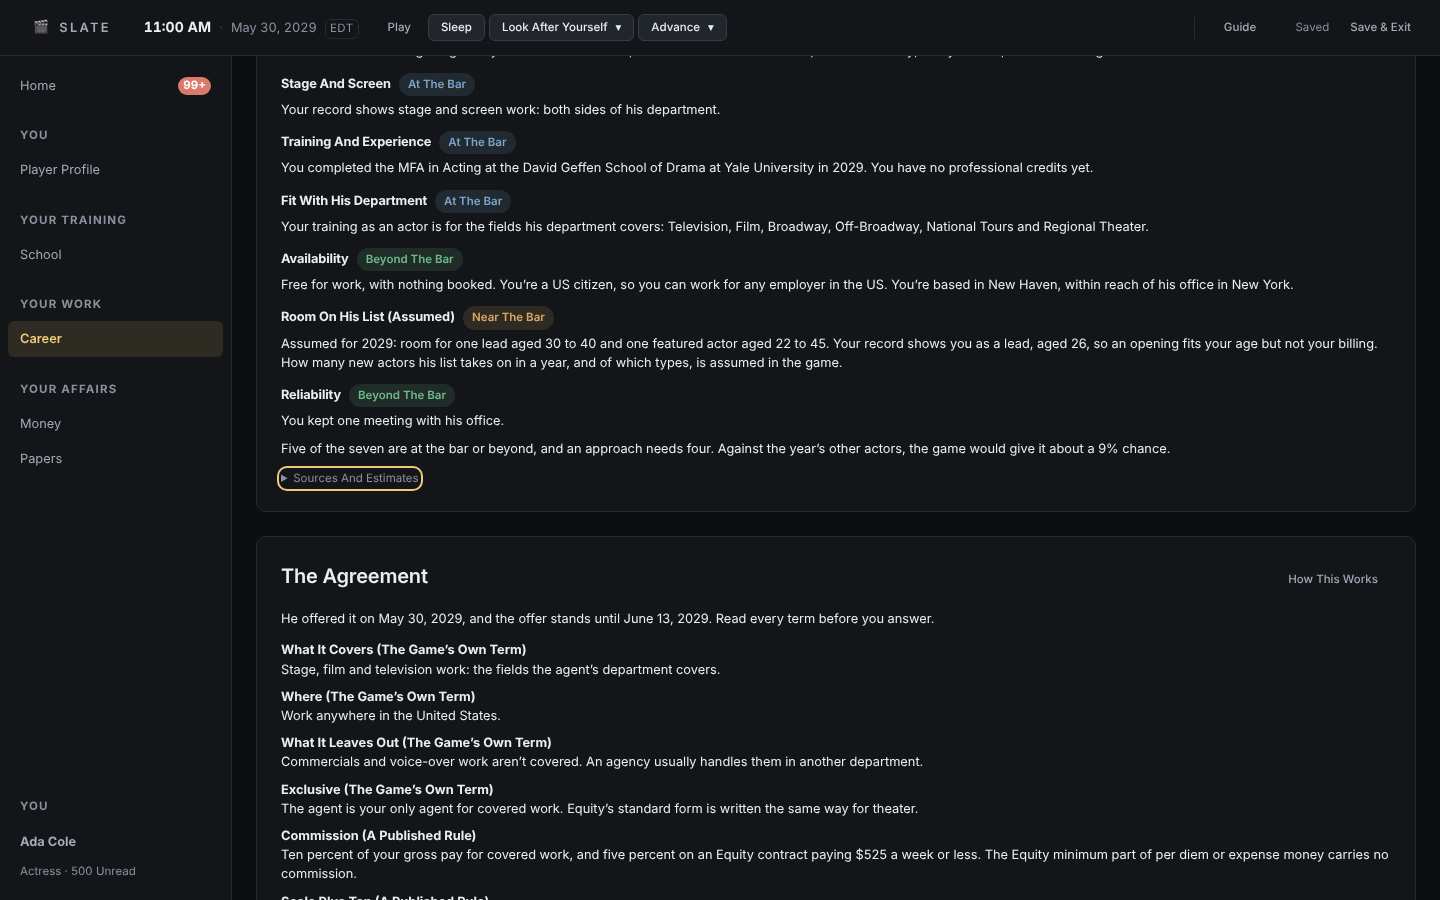 SLATE
11:00 AM · May 30, 2029 EDT
Play
Sleep
Look After Yourself ▾
Advance ▾
Guide
Saved
Save & Exit
Home
99+
YOU
Player Profile
YOUR TRAINING
School
YOUR WORK
Career
YOUR AFFAIRS
Money
Papers
YOU
Ada Cole
Actress · 500 Unread
Stage And Screen At The Bar
Your record shows stage and screen work: both sides of his department.
Training And Experience At The Bar
You completed the MFA in Acting at the David Geffen School of Drama at Yale University in 2029. You have no professional credits yet.
Fit With His Department At The Bar
Your training as an actor is for the fields his department covers: Television, Film, Broadway, Off-Broadway, National Tours and Regional Theater.
Availability Beyond The Bar
Free for work, with nothing booked. You’re a US citizen, so you can work for any employer in the US. You’re based in New Haven, within reach of his office in New York.
Room On His List (Assumed) Near The Bar
Assumed for 2029: room for one lead aged 30 to 40 and one featured actor aged 22 to 45. Your record shows you as a lead, aged 26, so an opening fits your age but not your billing.
How many new actors his list takes on in a year, and of which types, is assumed in the game.
Reliability Beyond The Bar
You kept one meeting with his office.
Five of the seven are at the bar or beyond, and an approach needs four. Against the year’s other actors, the game would give it about a 9% chance.
Sources And Estimates
The Agreement
How This Works
He offered it on May 30, 2029, and the offer stands until June 13, 2029. Read every term before you answer.
What It Covers (The Game’s Own Term)
Stage, film and television work: the fields the agent’s department covers.
Where (The Game’s Own Term)
Work anywhere in the United States.
What It Leaves Out (The Game’s Own Term)
Commercials and voice-over work aren’t covered. An agency usually handles them in another department.
Exclusive (The Game’s Own Term)
The agent is your only agent for covered work. Equity’s standard form is written the same way for theater.
Commission (A Published Rule)
Ten percent of your gross pay for covered work, and five percent on an Equity contract paying $525 a week or less. The Equity minimum part of per diem or expense money carries no
commission.
Scale Plus Ten (A Published Rule)